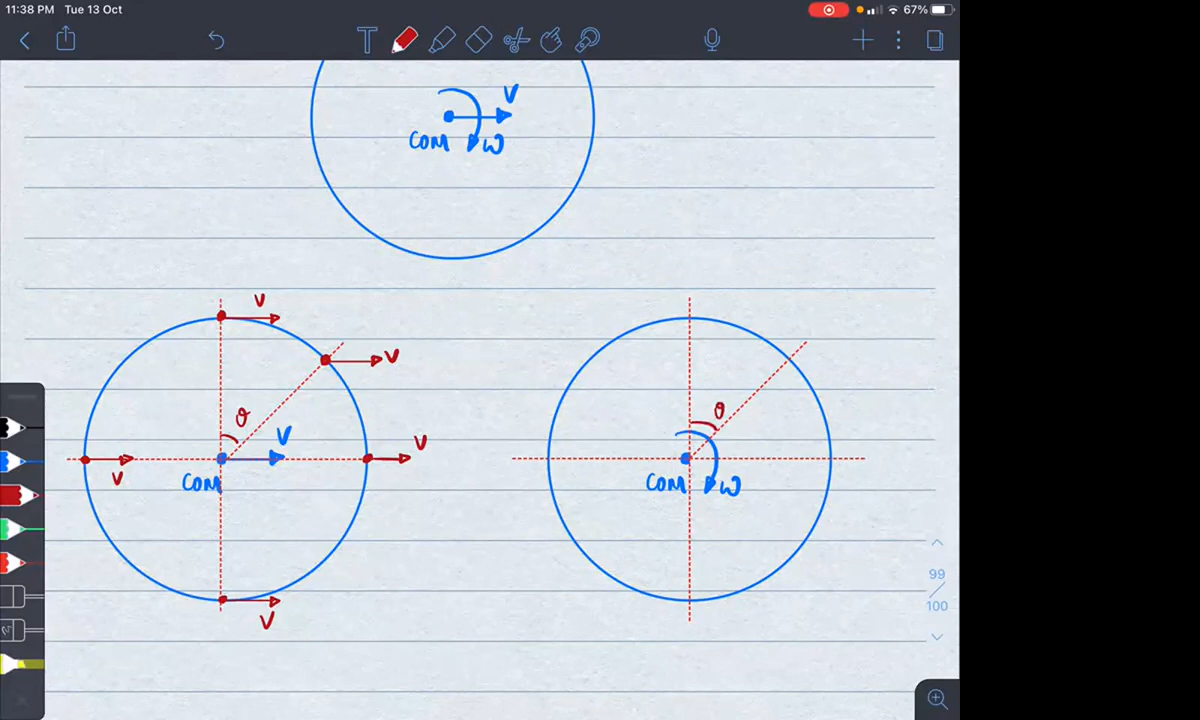 11:38 PM Tue 13 Oct 67%
T
V
COM ω
V
V
θ
V
V
V
COM
V
θ
COM ω
99
100